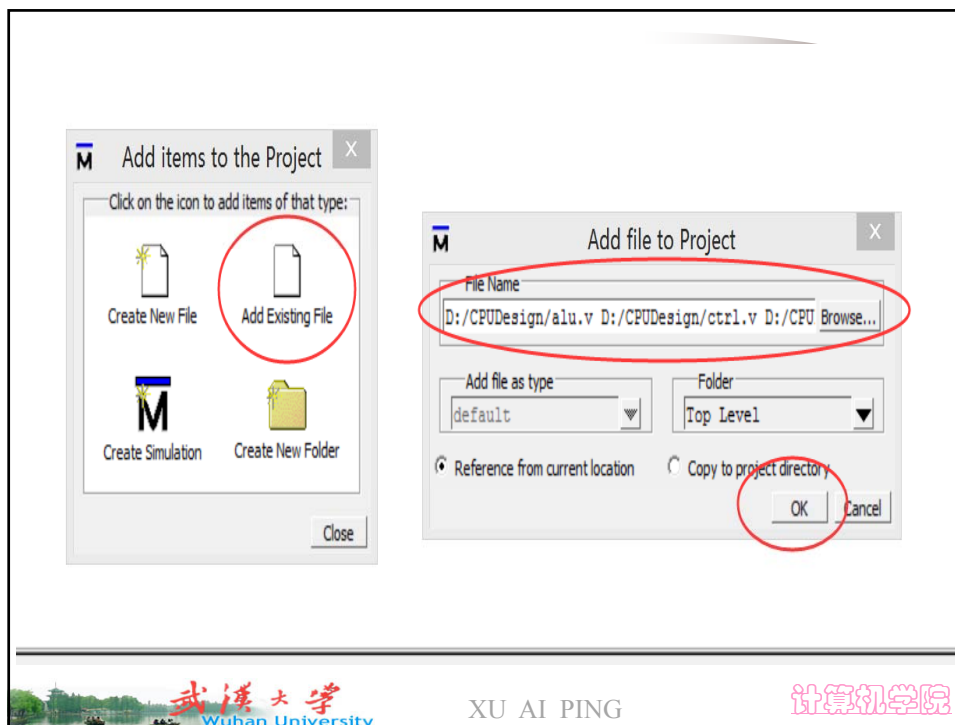 Add items to the Project
X
Click on the icon to add items of that type:
Create New File
Add Existing File
Create Simulation
Create New Folder
Close
Add file to Project
X
File Name
D:/CPUDesign/alu.v D:/CPUDesign/ctrl.v D:/CPU
Browse...
Add file as type
default
Folder
Top Level
Reference from current location
Copy to project directory
OK
Cancel
武漢大学
Wuhan University
XU AI PING
计算机学院